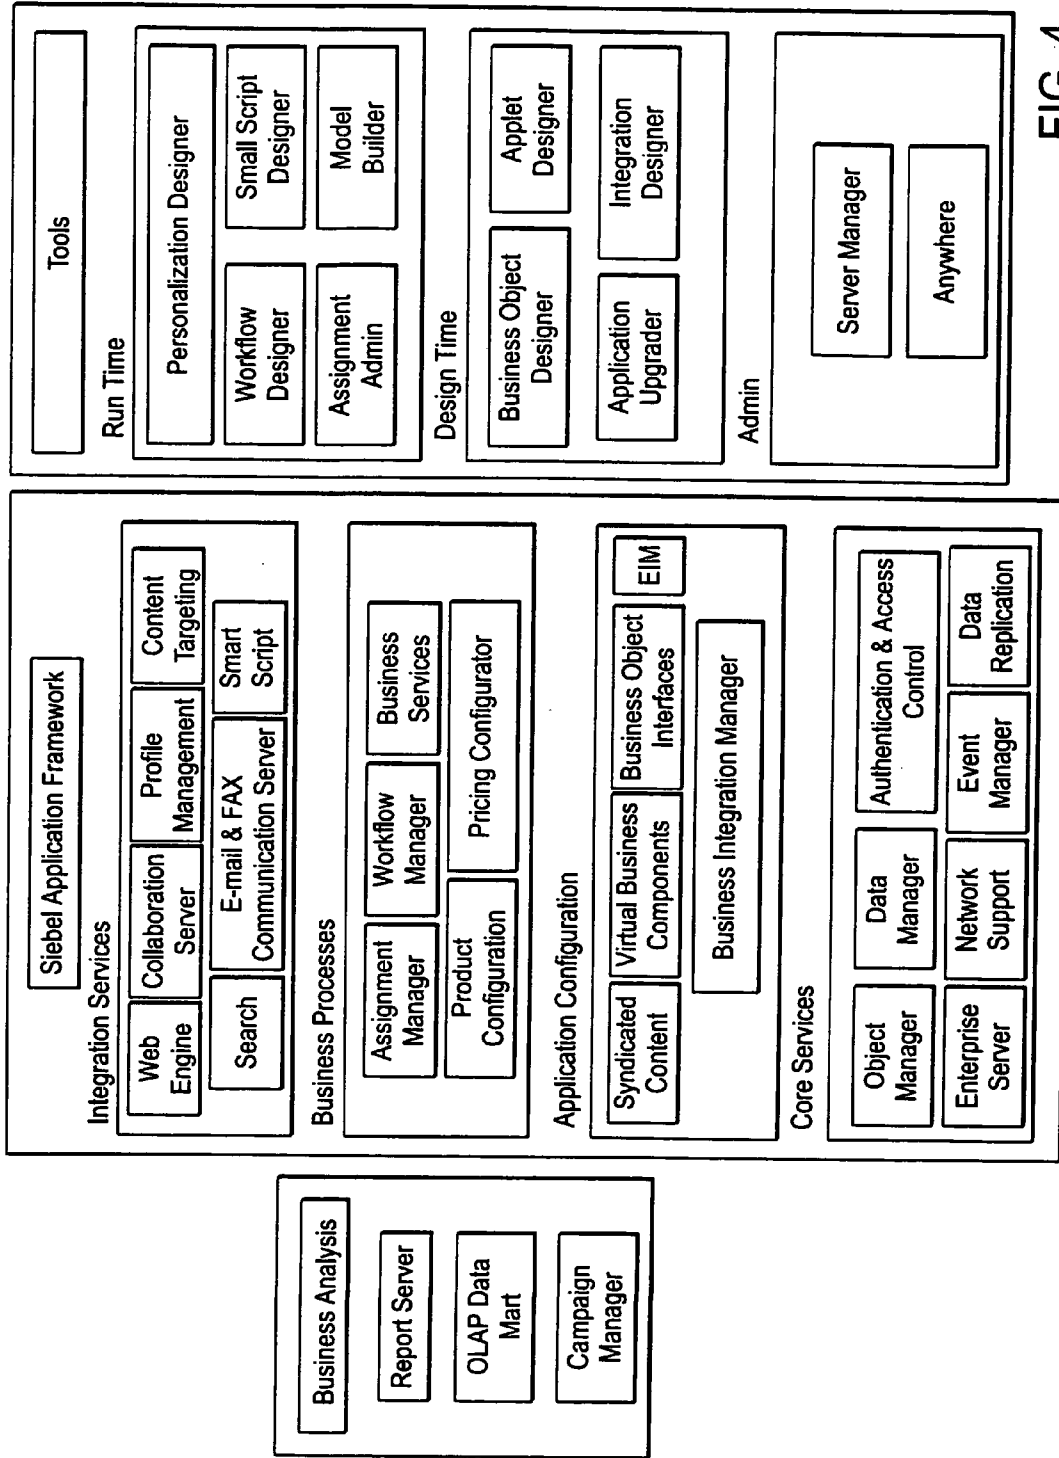 Business Analysis
Report Server
OLAP Data
Mart
Campaign
Manager
Siebel Application Framework
Integration Services
Web
Engine
Collaboration
Server
Profile
Management
Content
Targeting
Search
E-mail & FAX
Communication Server
Smart
Script
Business Processes
Assignment
Manager
Workflow
Manager
Business
Services
Product
Configuration
Pricing Configurator
Application Configuration
Syndicated
Content
Virtual Business
Components
Business Object
Interfaces
EIM
Business Integration Manager
Core Services
Object
Manager
Data
Manager
Authentication & Access
Control
Enterprise
Server
Network
Support
Event
Manager
Data
Replication
Tools
Run Time
Personalization Designer
Workflow
Designer
Small Script
Designer
Assignment
Admin
Model
Builder
Design Time
Business Object
Designer
Applet
Designer
Application
Upgrader
Integration
Designer
Admin
Server Manager
Anywhere
FIG. 4